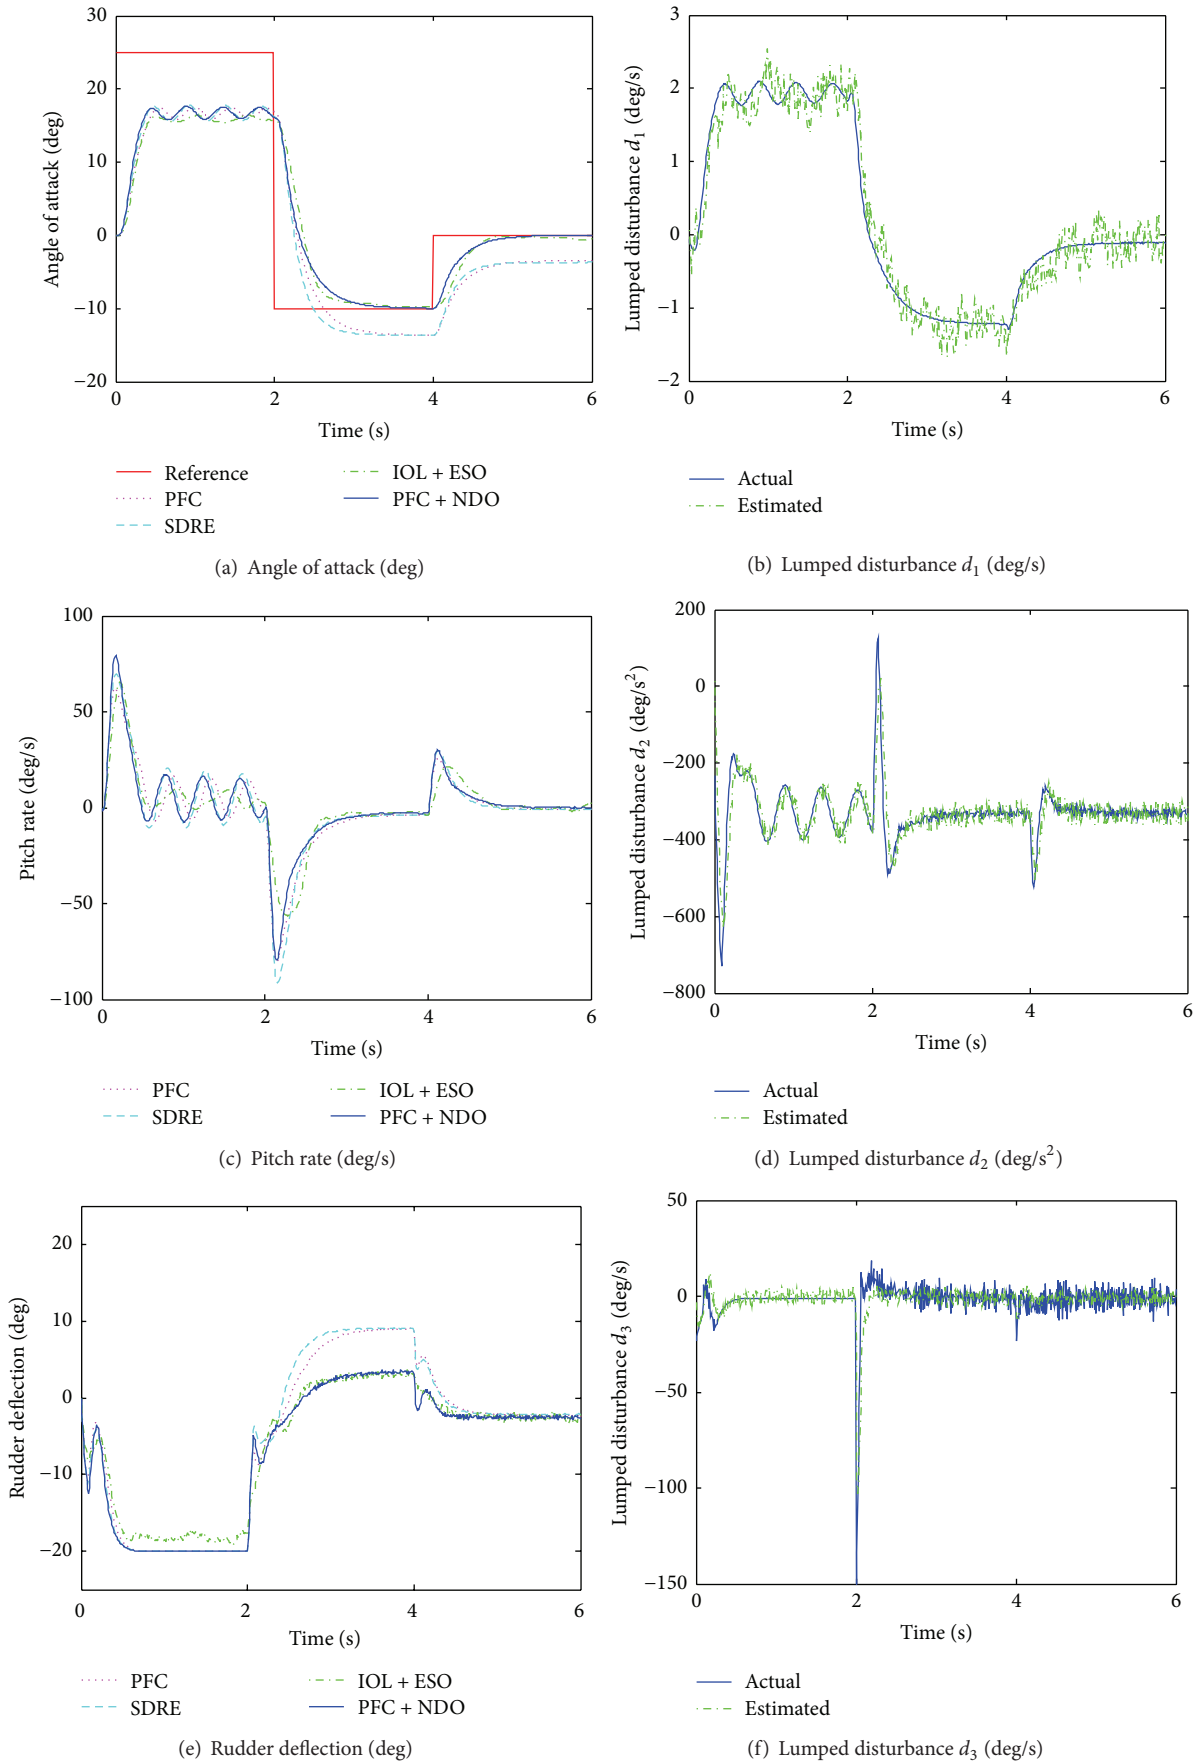 30
20
10
0
−10
−20
Angle of attack (deg)
0
2
4
6
Time (s)
Reference
PFC
SDRE
IOL + ESO
PFC + NDO
(a) Angle of attack (deg)
3
2
1
0
−1
−2
Lumped disturbance d1 (deg/s)
0
2
4
6
Time (s)
Actual
Estimated
(b) Lumped disturbance d1 (deg/s)
100
50
0
−50
−100
Pitch rate (deg/s)
0
2
4
6
Time (s)
PFC
SDRE
IOL + ESO
PFC + NDO
(c) Pitch rate (deg/s)
200
0
−200
−400
−600
−800
Lumped disturbance d2 (deg/s²)
0
2
4
6
Time (s)
Actual
Estimated
(d) Lumped disturbance d2 (deg/s²)
20
10
0
−10
−20
Rudder deflection (deg)
0
2
4
6
Time (s)
PFC
SDRE
IOL + ESO
PFC + NDO
(e) Rudder deflection (deg)
50
0
−50
−100
−150
Lumped disturbance d3 (deg/s)
0
2
4
6
Time (s)
Actual
Estimated
(f) Lumped disturbance d3 (deg/s)